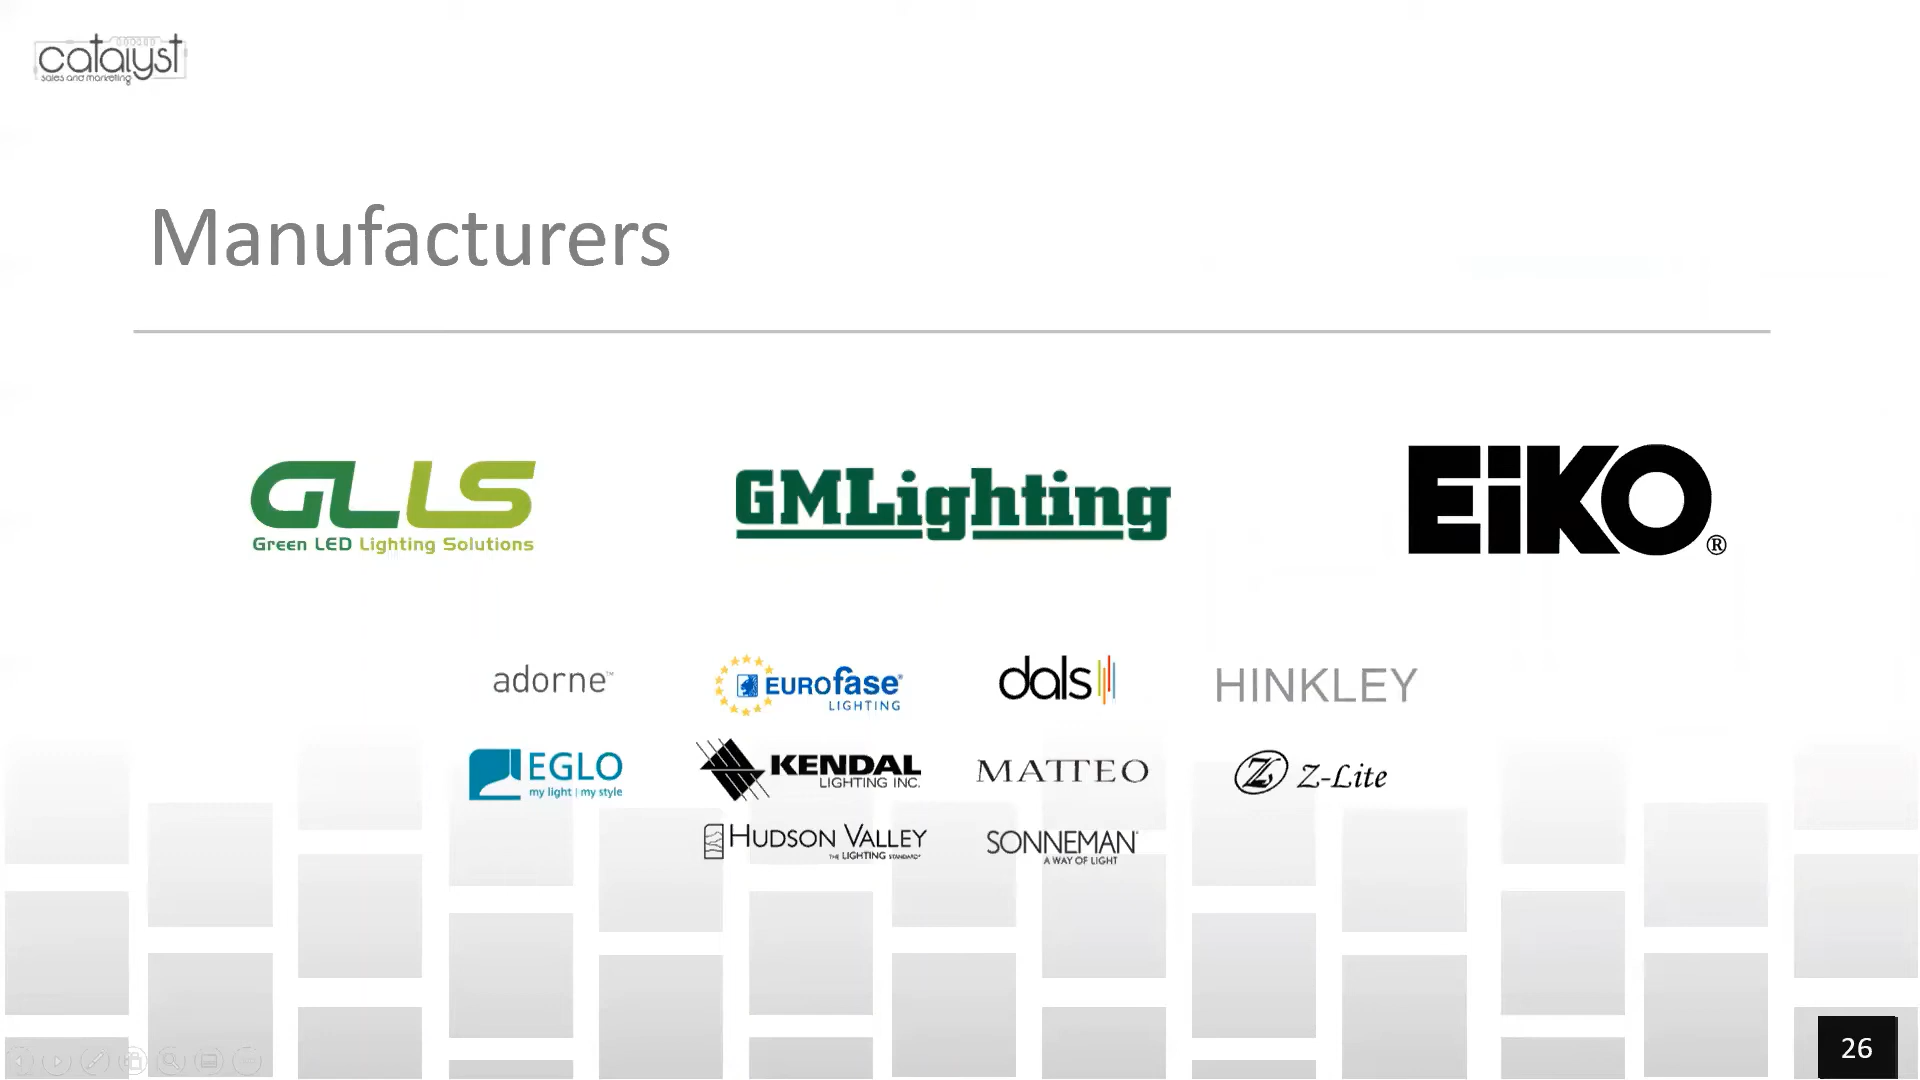 catalyst
sales and marketing
Manufacturers
GLLS
Green LED Lighting Solutions
GMLighting
EiKO®
adorne™
EUROfase®
LIGHTING
dals
HINKLEY
EGLO
my light | my style
KENDAL
LIGHTING INC.
MATTEO
Z Z-Lite
HUDSON VALLEY
THE LIGHTING STANDARD®
SONNEMAN®
A WAY OF LIGHT
26